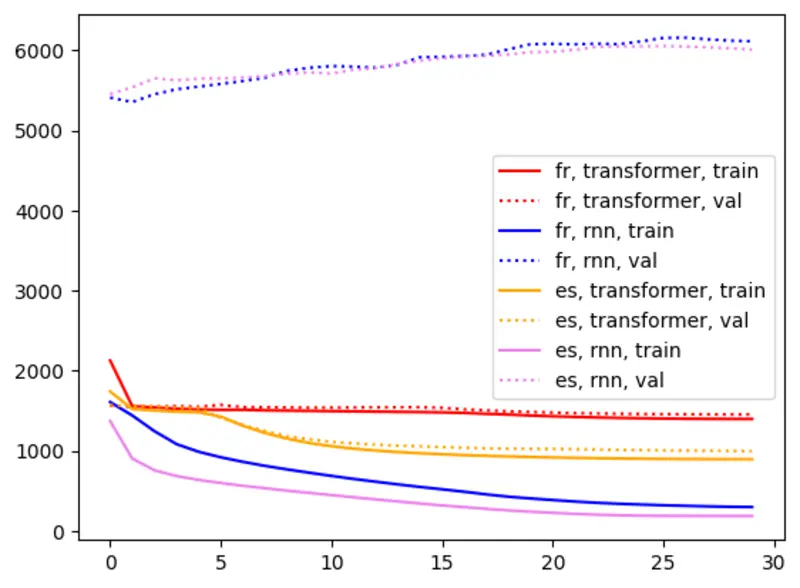 6000
5000
4000
3000
2000
1000
0
fr, transformer, train
fr, transformer, val
fr, rnn, train
fr, rnn, val
es, transformer, train
es, transformer, val
es, rnn, train
es, rnn, val
0 5 10 15 20 25 30